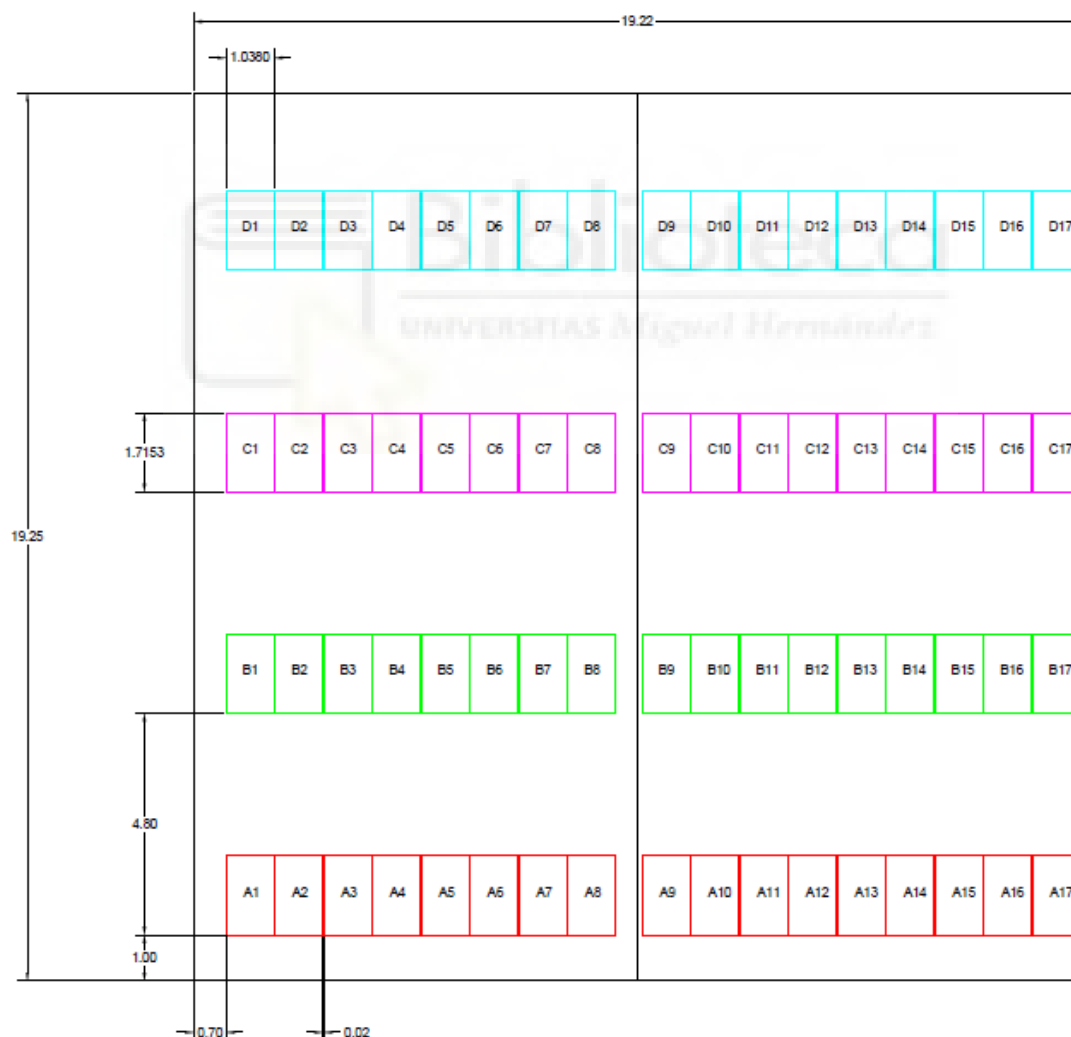 19.22
1.0380
D1 D2 D3 D4 D5 D6 D7 D8 D9 D10 D11 D12 D13 D14 D15 D16 D17
Biblioteca
UNIVERSITAS Miguel Hernández
1.7153
C1 C2 C3 C4 C5 C6 C7 C8 C9 C10 C11 C12 C13 C14 C15 C16 C17
19.25
B1 B2 B3 B4 B5 B6 B7 B8 B9 B10 B11 B12 B13 B14 B15 B16 B17
4.80
A1 A2 A3 A4 A5 A6 A7 A8 A9 A10 A11 A12 A13 A14 A15 A16 A17
1.00
0.70 0.02